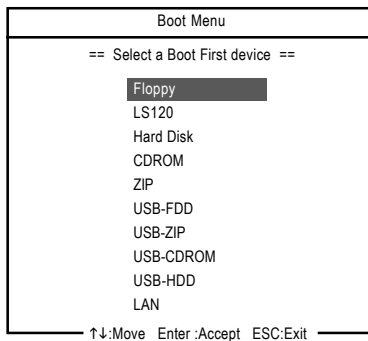 Boot Menu
== Select a Boot First device ==
Floppy
LS120
Hard Disk
CDROM
ZIP
USB-FDD
USB-ZIP
USB-CDROM
USB-HDD
LAN
↑↓:Move Enter :Accept ESC:Exit